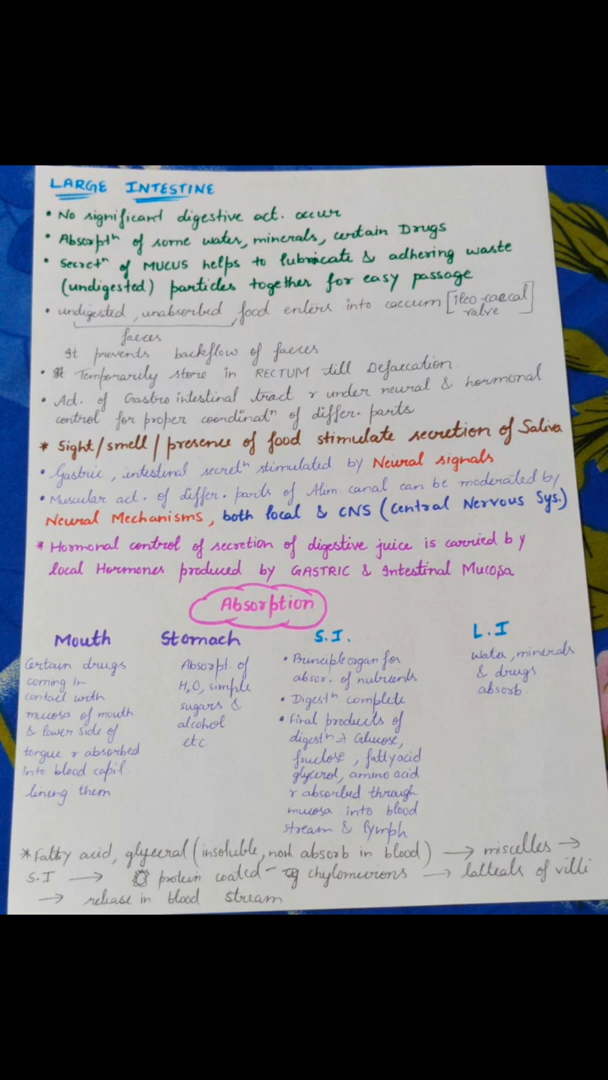 LARGE INTESTINE
• No significant digestive act. occur
• Absorptn of some water, minerals, certain Drugs
• Secretn of MUCUS helps to lubricate & adhering waste
(undigested) particles together for easy passage
• undigested, unabsorbed, food enters into caecum [ileo-caecal
valve]
faeces
It prevents backflow of faeces
• Temporarily store in RECTUM till Defaecation
• Act. of Gastro intestinal tract r under neural & hormonal
control for proper coordinatn of differ. parts
* Sight/smell/presence of food stimulate secretion of Saliva
• Gastric, intestinal secretn stimulated by Neural signals
• Muscular act. of differ. parts of Alim. canal can be moderated by
Neural Mechanisms, both local & CNS (Central Nervous Sys.)
* Hormonal control of secretion of digestive juice is carried by
local Hormones produced by GASTRIC & Intestinal Mucosa
Absorption
Mouth
Certain drugs
coming in
contact with
mucosa of mouth
& lower side of
tongue r absorbed
into blood capil.
lining them
Stomach
Absorpt. of
H2O, simple
sugars &
alcohol
etc
S.I.
• Principle organ for
absor. of nutrients
• Digestn complete
• Final products of
digestn → Glucose,
fructose, fatty acid
glycerol, amino acid
r absorbed through
mucosa into blood
stream & lymph
L.I
water, minerals
& drugs
absorb.
* Fatty acid, glycerol (insoluble, not absorb in blood) → miscelles →
S.I → protein coated chylomicrons → lacteals of villi
→ release in blood stream